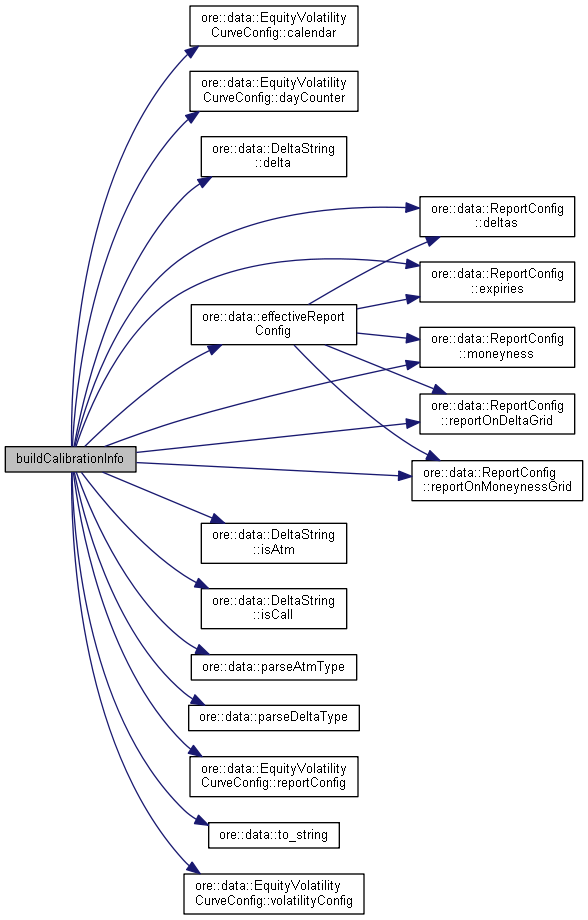 ore::data::EquityVolatility
CurveConfig::calendar
ore::data::EquityVolatility
CurveConfig::dayCounter
ore::data::DeltaString
::delta
ore::data::ReportConfig
::deltas
ore::data::ReportConfig
::expiries
ore::data::effectiveReport
Config
ore::data::ReportConfig
::moneyness
ore::data::ReportConfig
::reportOnDeltaGrid
buildCalibrationInfo
ore::data::ReportConfig
::reportOnMoneynessGrid
ore::data::DeltaString
::isAtm
ore::data::DeltaString
::isCall
ore::data::parseAtmType
ore::data::parseDeltaType
ore::data::EquityVolatility
CurveConfig::reportConfig
ore::data::to_string
ore::data::EquityVolatility
CurveConfig::volatilityConfig